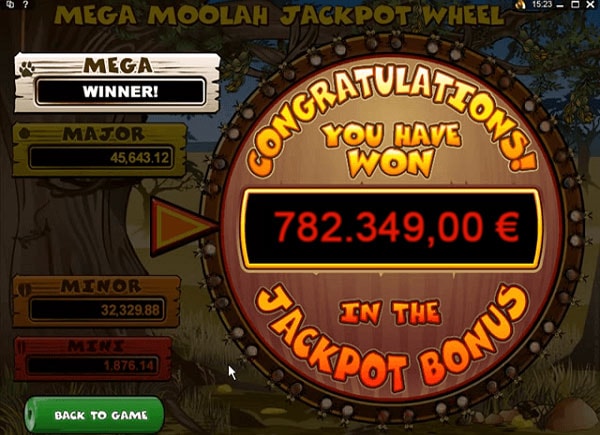 MEGA MOOLAH JACKPOT WHEEL
15:23
?
MEGA
WINNER!
MAJOR
45,643.12
MINOR
32,329.88
MINI
1,876.14
BACK TO GAME
CONGRATULATIONS!
YOU HAVE
WON
782.349,00 €
IN THE
JACKPOT BONUS